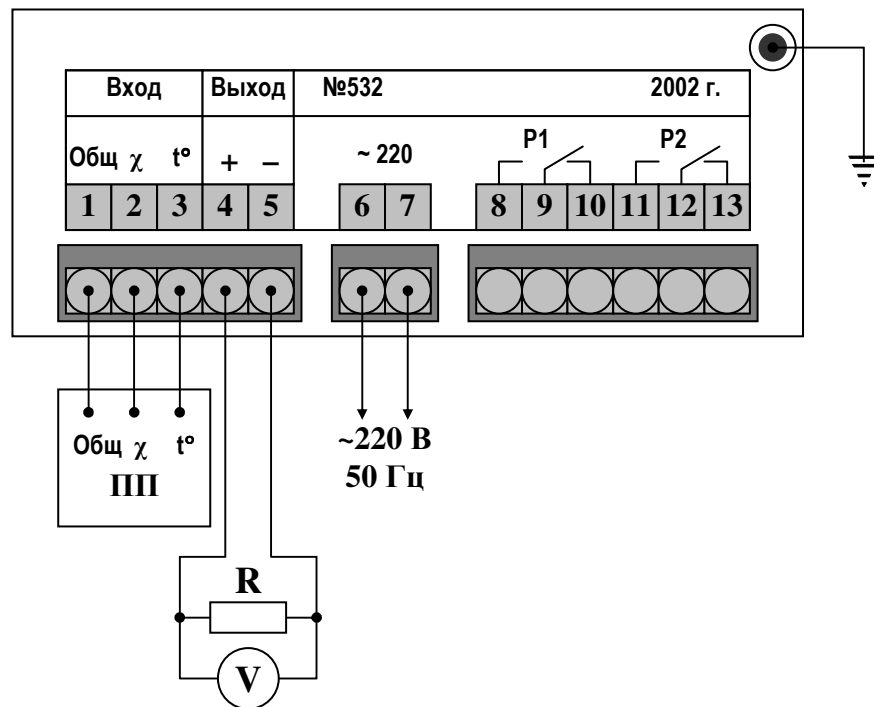 Вход Выход №532 2002 г.
Общ χ t° + − ~ 220 P1 P2
1 2 3 4 5 6 7 8 9 10 11 12 13
Общ χ t°
ПП
~220 В
50 Гц
R
V